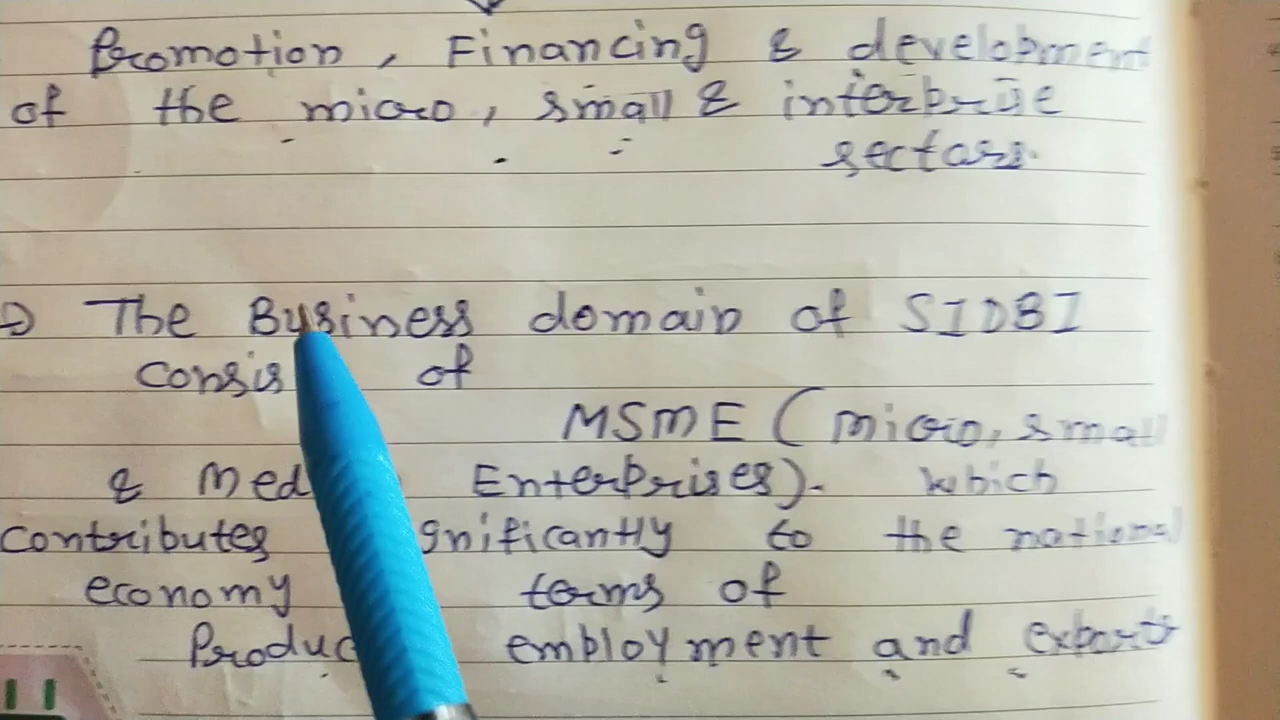 Promotion, Financing & development
of the micro, small & interprise
sectors.
⇒ The Business domain of SIDBI
consis of
MSME (micro, small
& Med Enterprises). which
contributes gnificantly to the national
economy terms of
Produc employment and exports